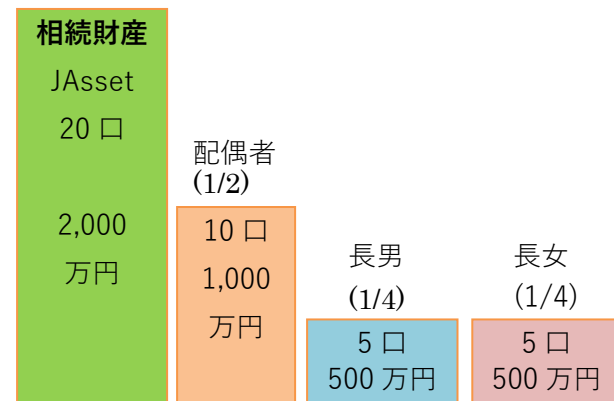 相続財産
JAsset
20 口
2,000
万円
配偶者
(1/2)
10 口
1,000
万円
長男
(1/4)
5 口
500 万円
長女
(1/4)
5 口
500 万円